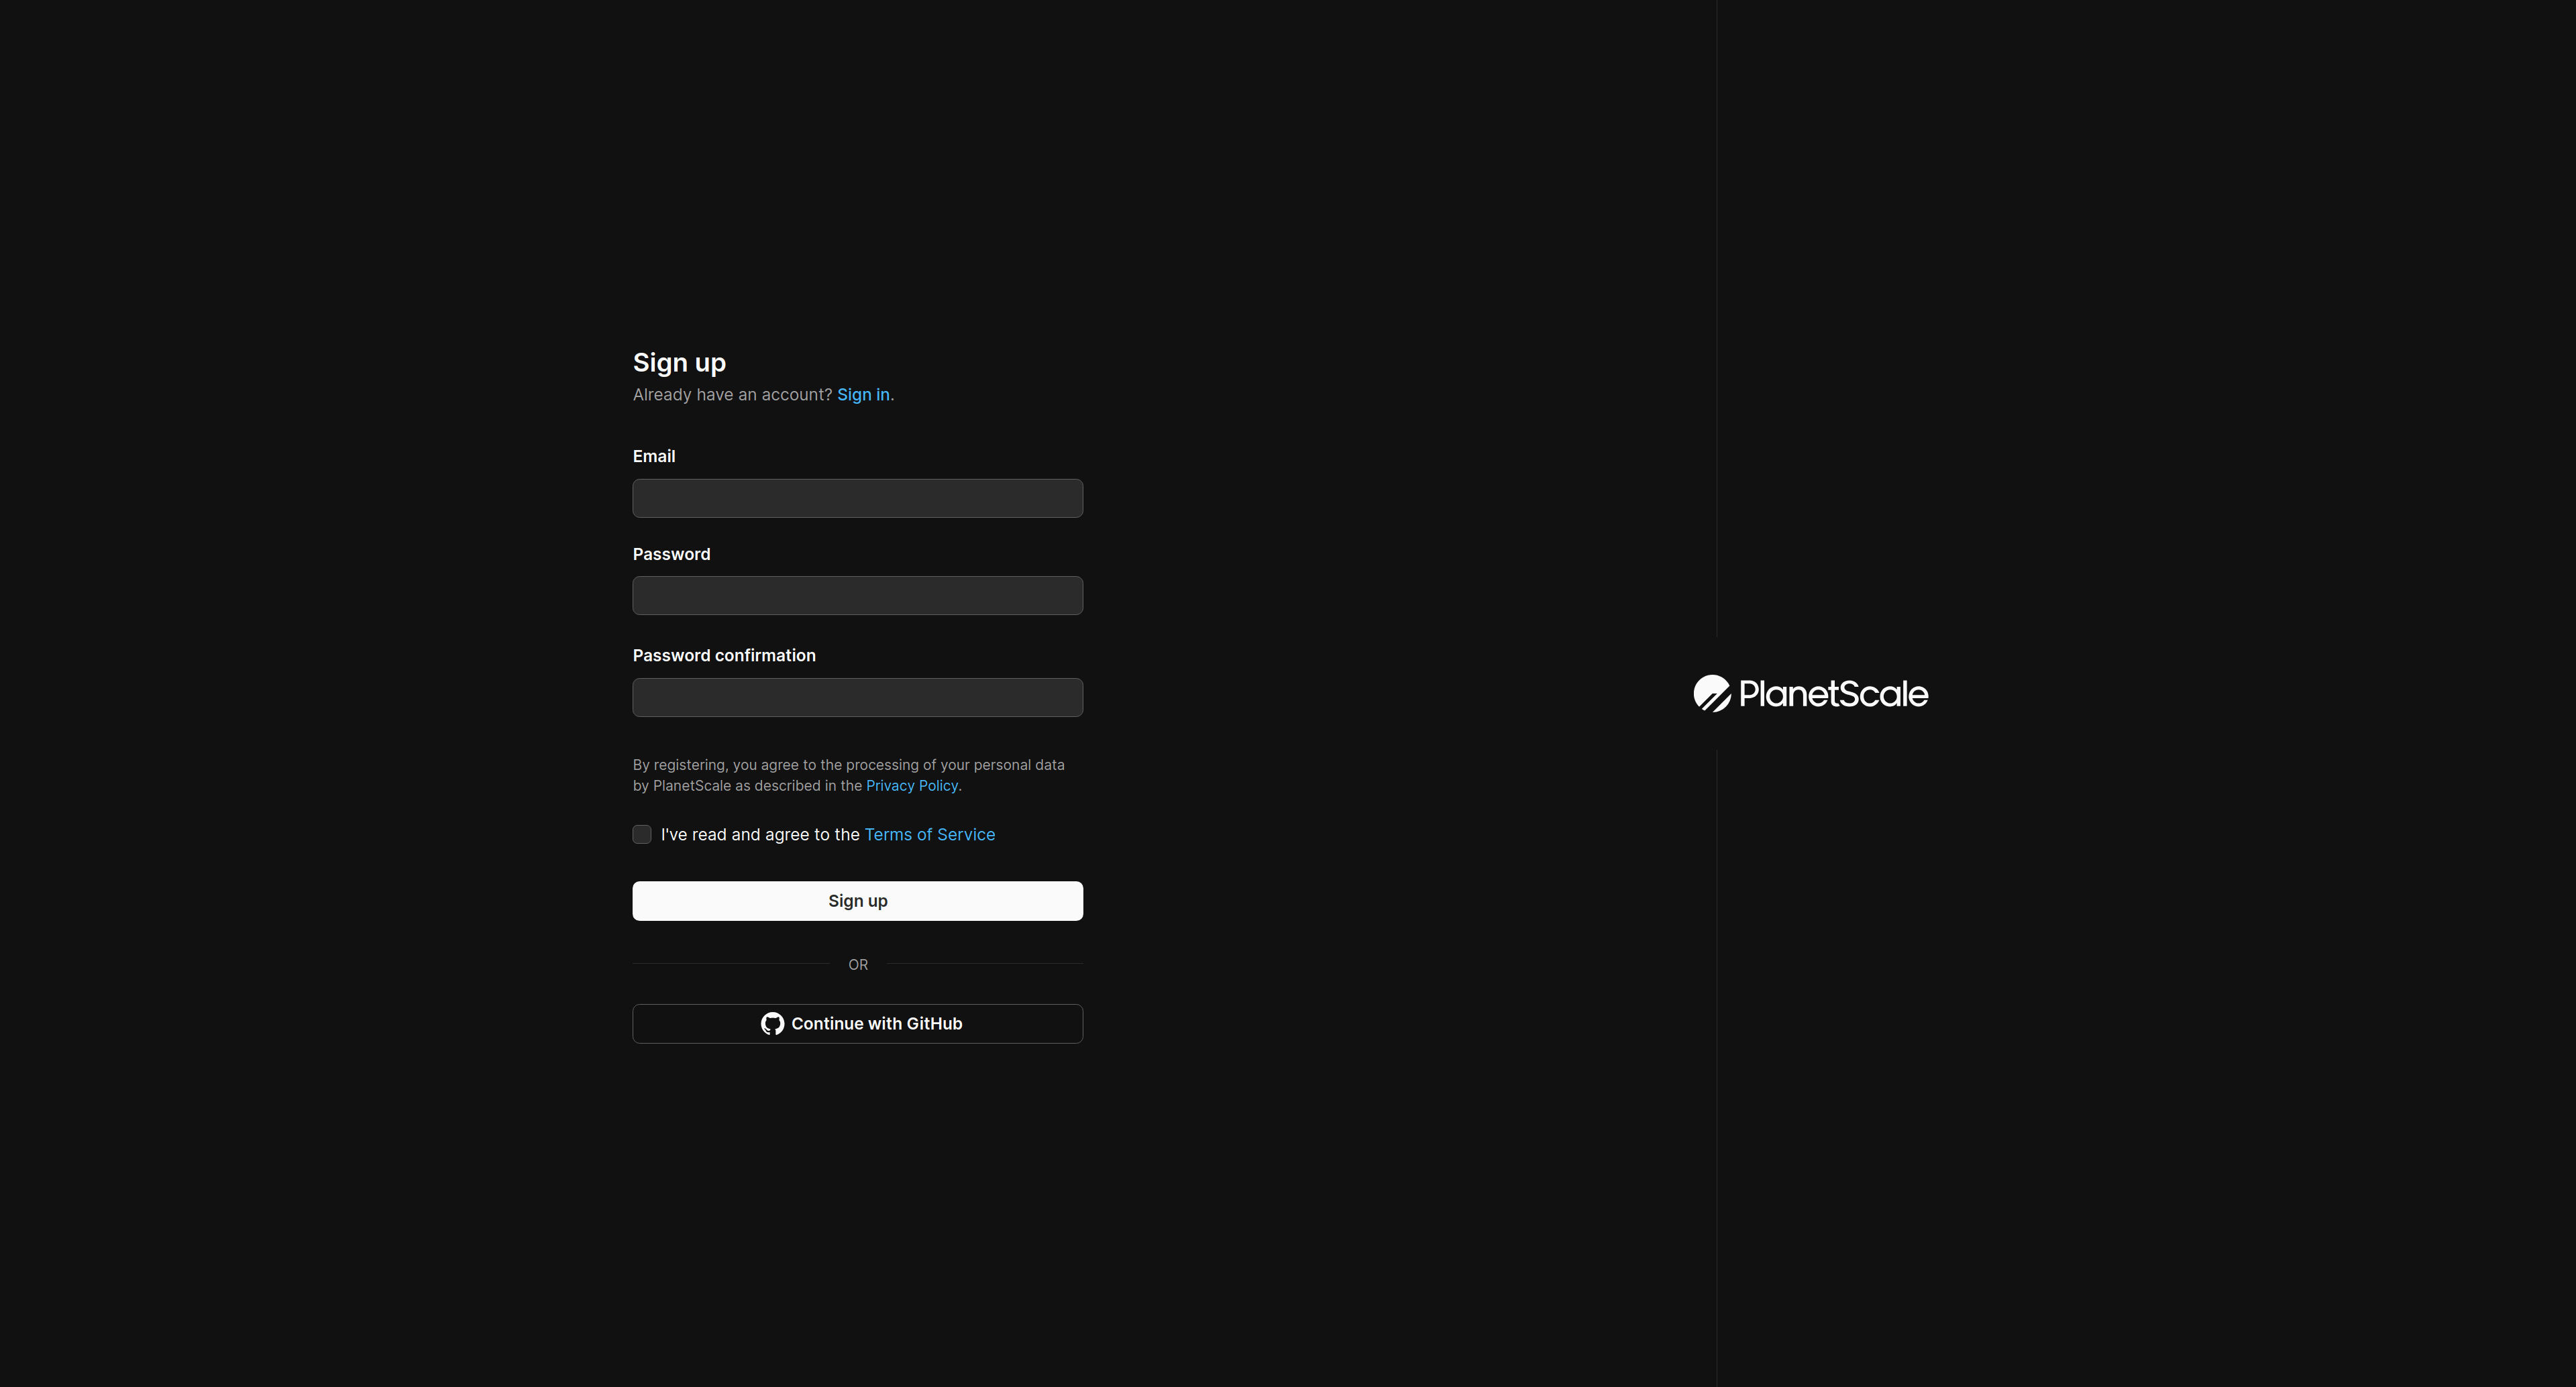 Sign up
Already have an account? Sign in.
Email
Password
Password confirmation
By registering, you agree to the processing of your personal data
by PlanetScale as described in the Privacy Policy.
I've read and agree to the Terms of Service
Sign up
OR
Continue with GitHub
PlanetScale